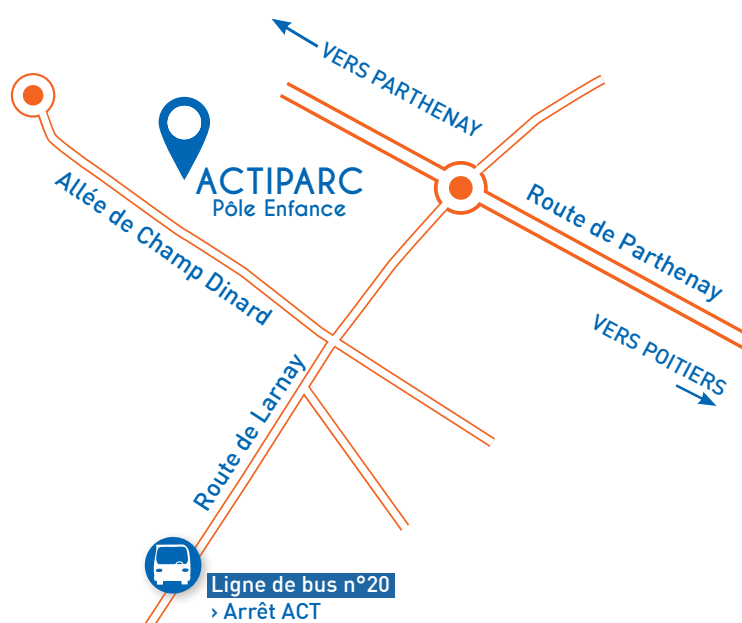 VERS PARTHENAY
ACTIPARC
Pôle Enfance
Allée de Champ Dinard
Route de Parthenay
VERS POITIERS
Route de Larnay
Ligne de bus n°20
› Arrêt ACT